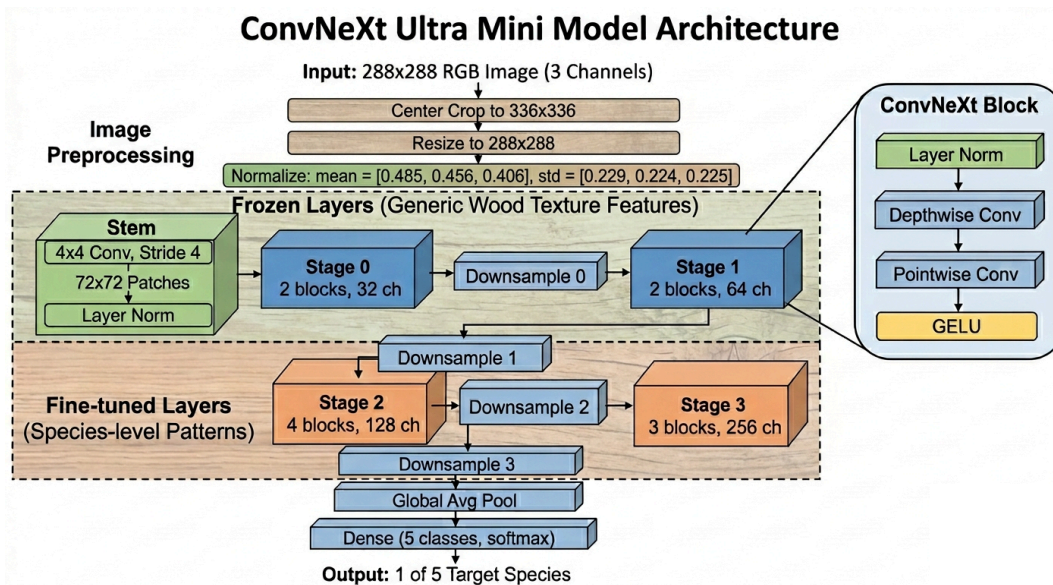 ConvNeXt Ultra Mini Model Architecture
Input: 288x288 RGB Image (3 Channels)
Image
Preprocessing
Center Crop to 336x336
Resize to 288x288
Normalize: mean = [0.485, 0.456, 0.406], std = [0.229, 0.224, 0.225]
Frozen Layers (Generic Wood Texture Features)
Stem
4x4 Conv, Stride 4
72x72 Patches
Layer Norm
Stage 0
2 blocks, 32 ch
Downsample 0
Stage 1
2 blocks, 64 ch
ConvNeXt Block
Layer Norm
Depthwise Conv
Pointwise Conv
GELU
Downsample 1
Fine-tuned Layers
(Species-level Patterns)
Stage 2
4 blocks, 128 ch
Downsample 2
Stage 3
3 blocks, 256 ch
Downsample 3
Global Avg Pool
Dense (5 classes, softmax)
Output: 1 of 5 Target Species